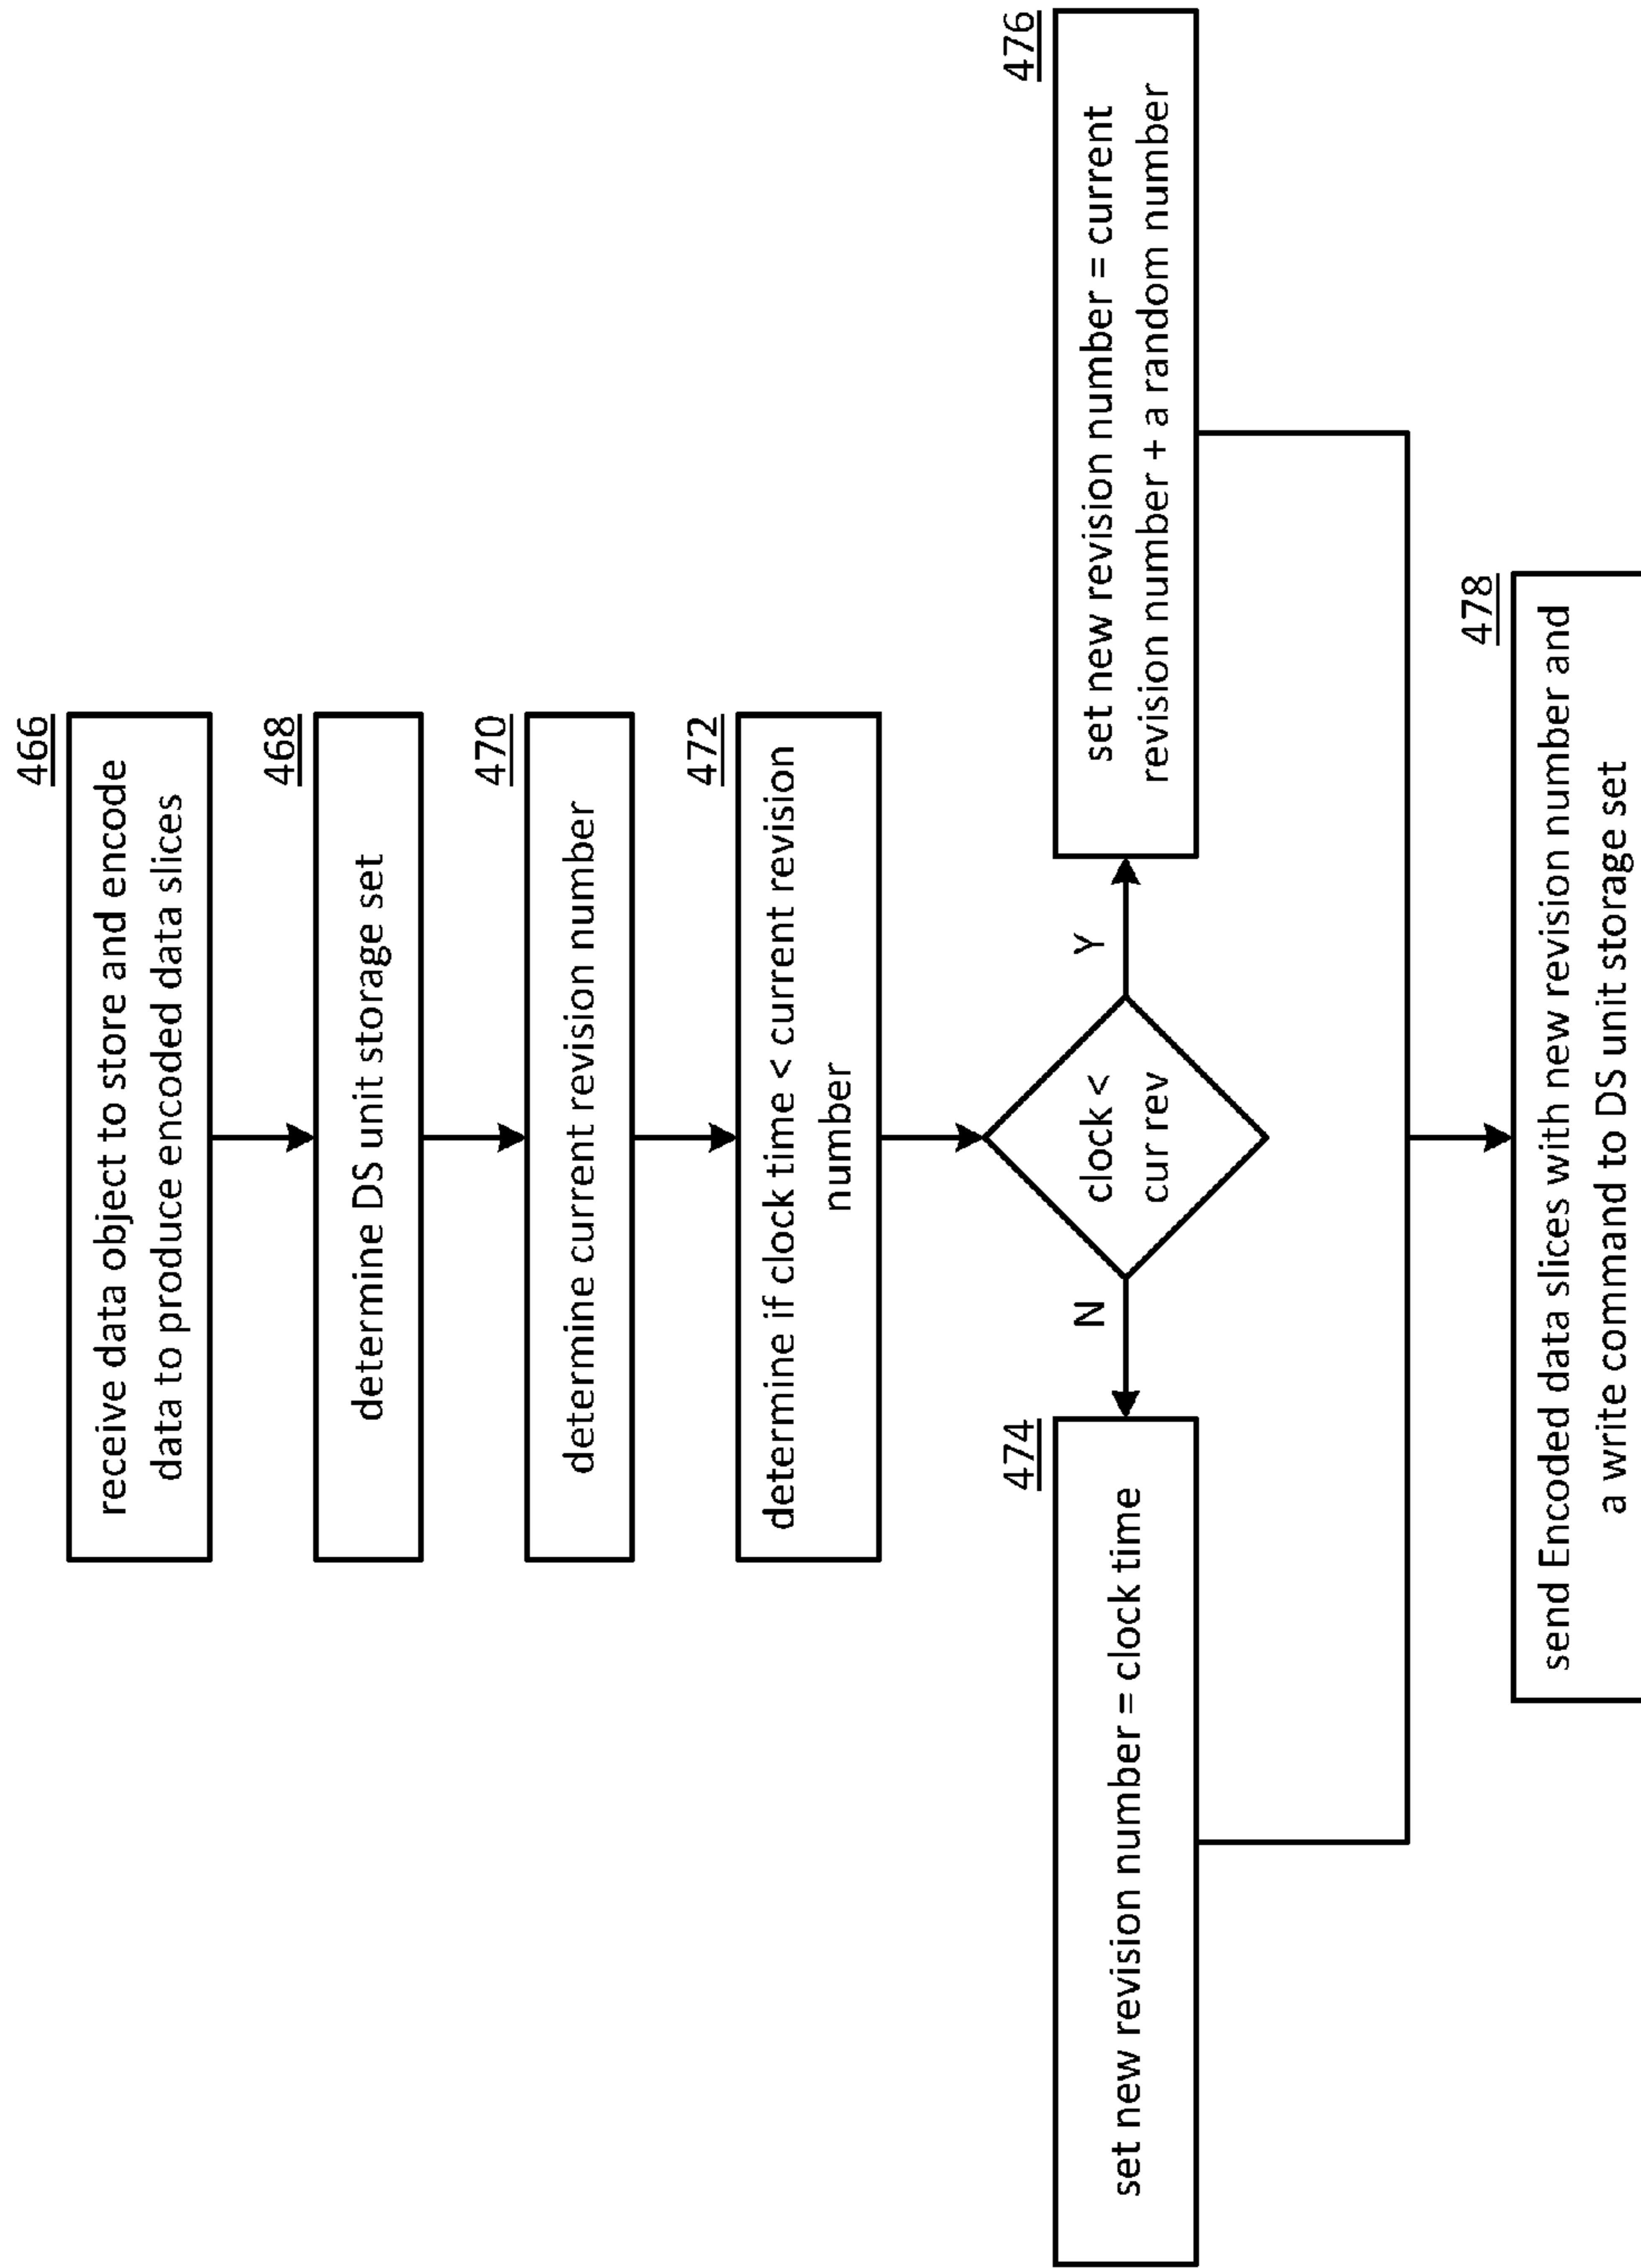 466
receive data object to store and encode
data to produce encoded data slices
468
determine DS unit storage set
470
determine current revision number
472
determine if clock time < current revision
number
clock <
cur rev
N
Y
474
set new revision number = clock time
476
set new revision number = current
revision number + a random number
478
send Encoded data slices with new revision number and
a write command to DS unit storage set